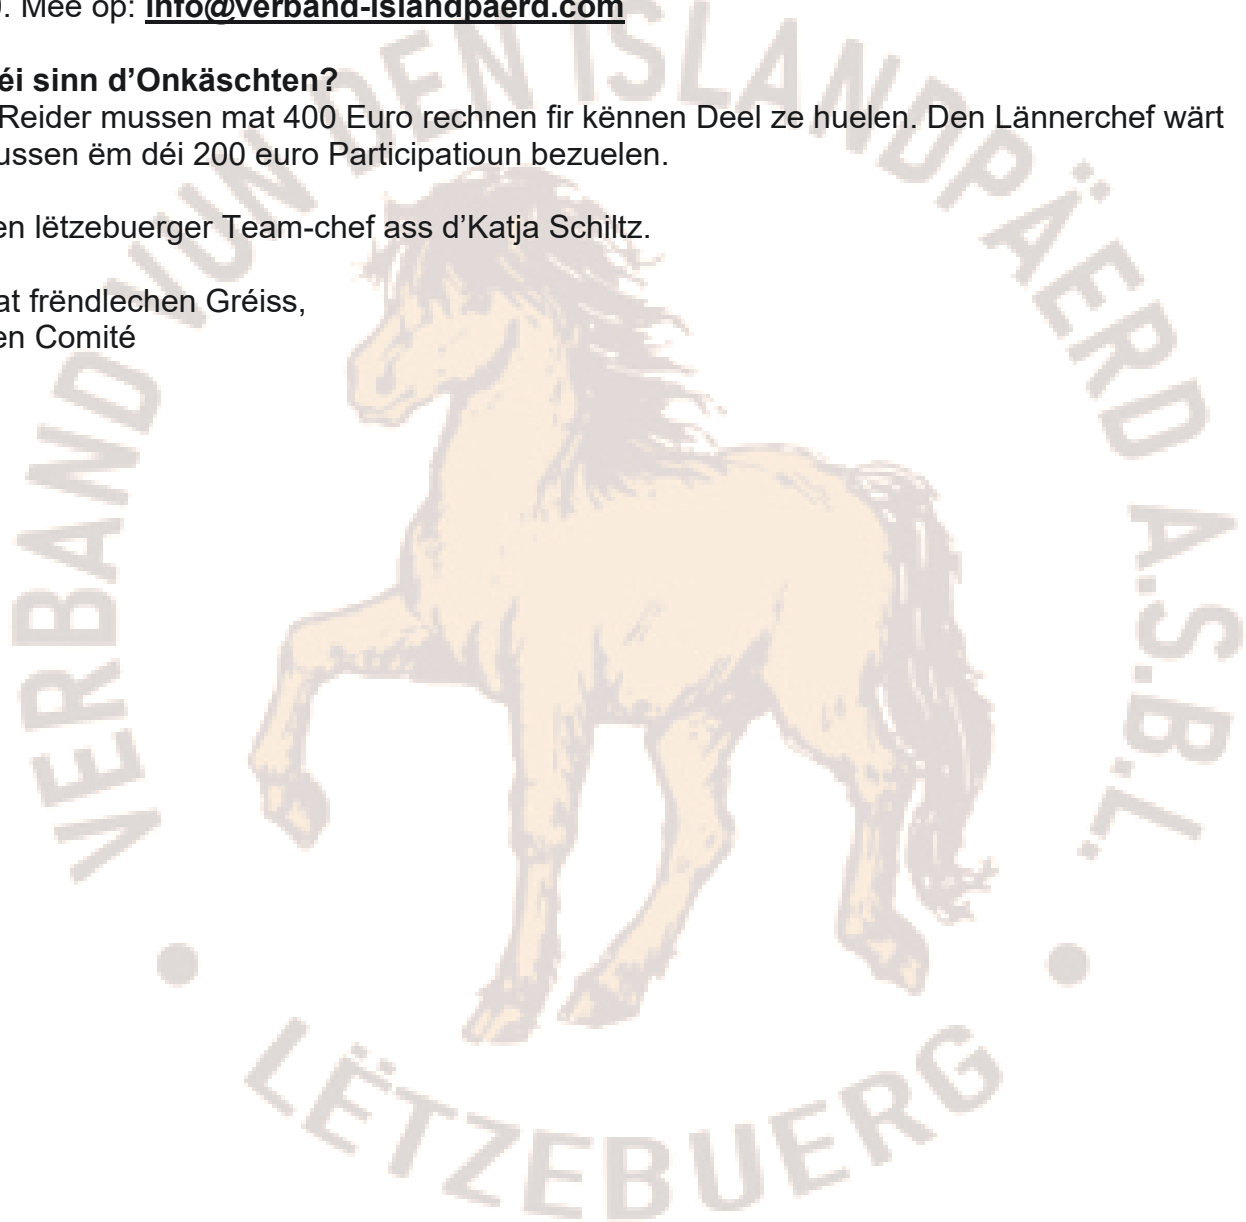 . Mee op: info@verband-islandpaerd.com
éi sinn d’Onkäschten?
Reider mussen mat 400 Euro rechnen fir kënnen Deel ze huelen. Den Lännerchef wärt
ussen ëm déi 200 euro Participatioun bezuelen.
en lëtzebuerger Team-chef ass d’Katja Schiltz.
at frëndlechen Gréiss,
en Comité
VERBAND VUN DEN ISLANDPÄERD A.S.B.L.
LËTZEBUERG